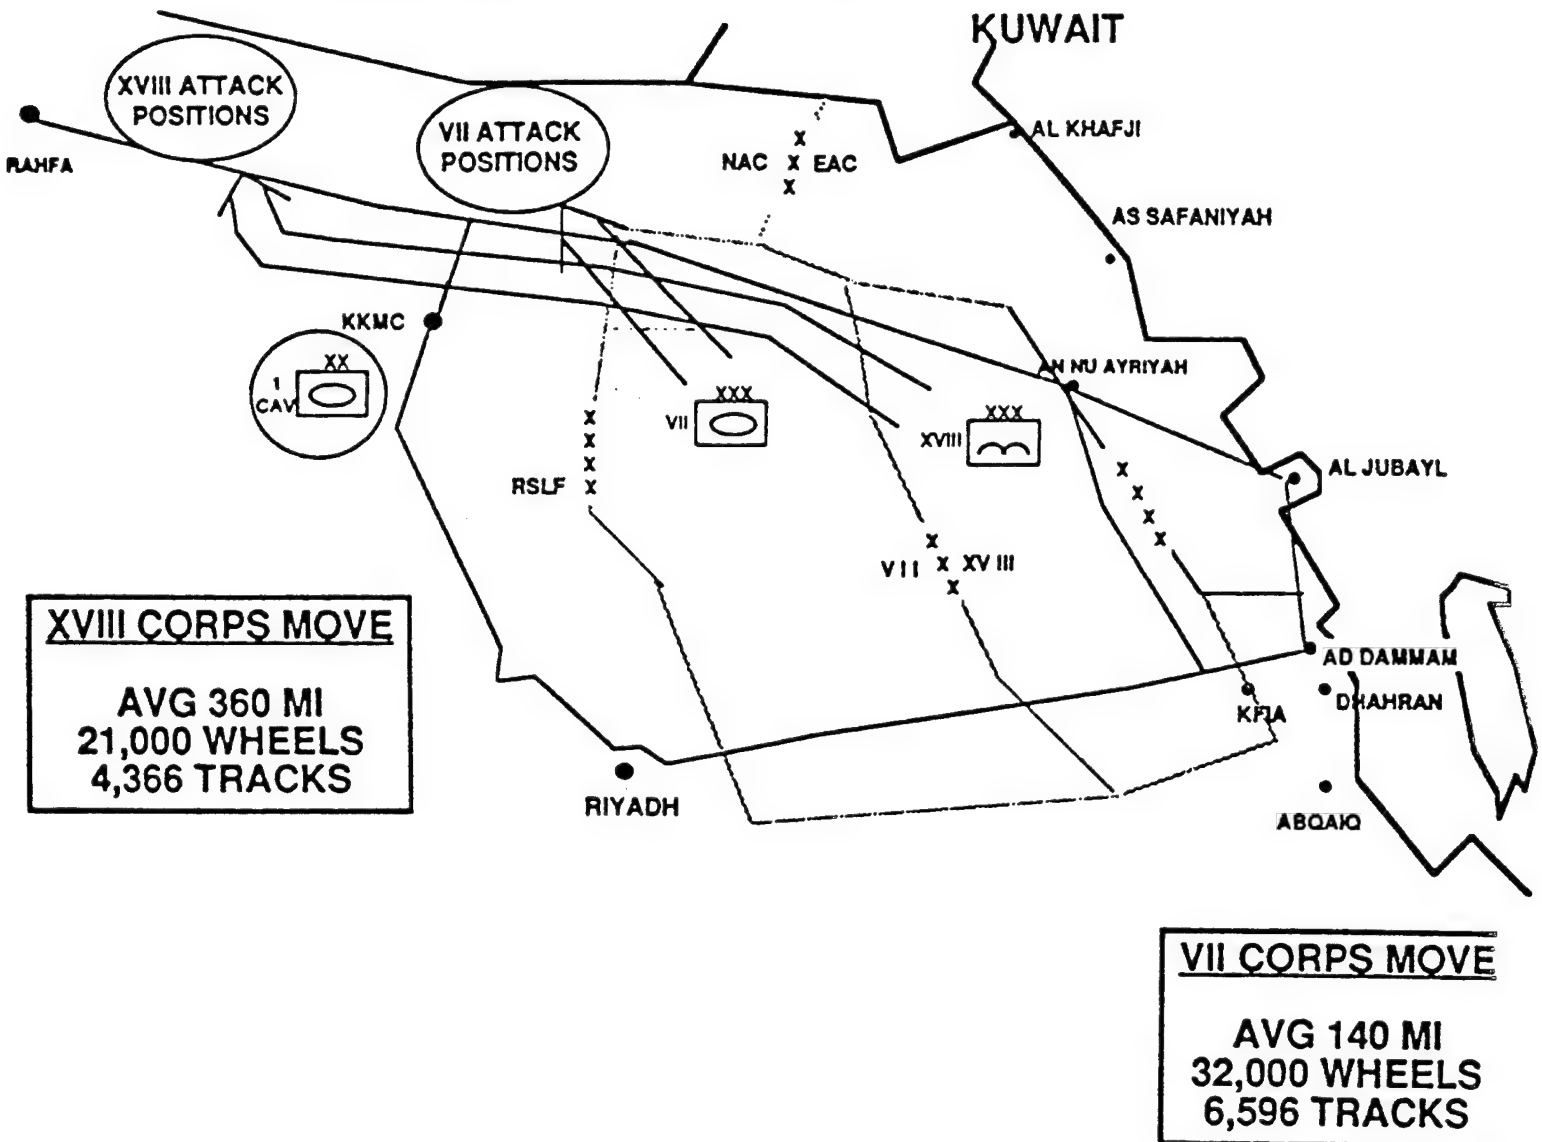 KUWAIT
XVIII ATTACK
POSITIONS
VII ATTACK
POSITIONS
AL KHAFJI
RAHFA
NAC X EAC
X
X
AS SAFANIYAH
KKMC
XX
1
CAV
AN NU AYRIYAH
XXX
VII
XXX
XVIII
X
X
X
X
RSLF
X
X
X
X
AL JUBAYL
X
VII X XVIII
X
XVIII CORPS MOVE
AVG 360 MI
21,000 WHEELS
4,366 TRACKS
AD DAMMAM
DHAHRAN
KFIA
RIYADH
ABQAIQ
VII CORPS MOVE
AVG 140 MI
32,000 WHEELS
6,596 TRACKS